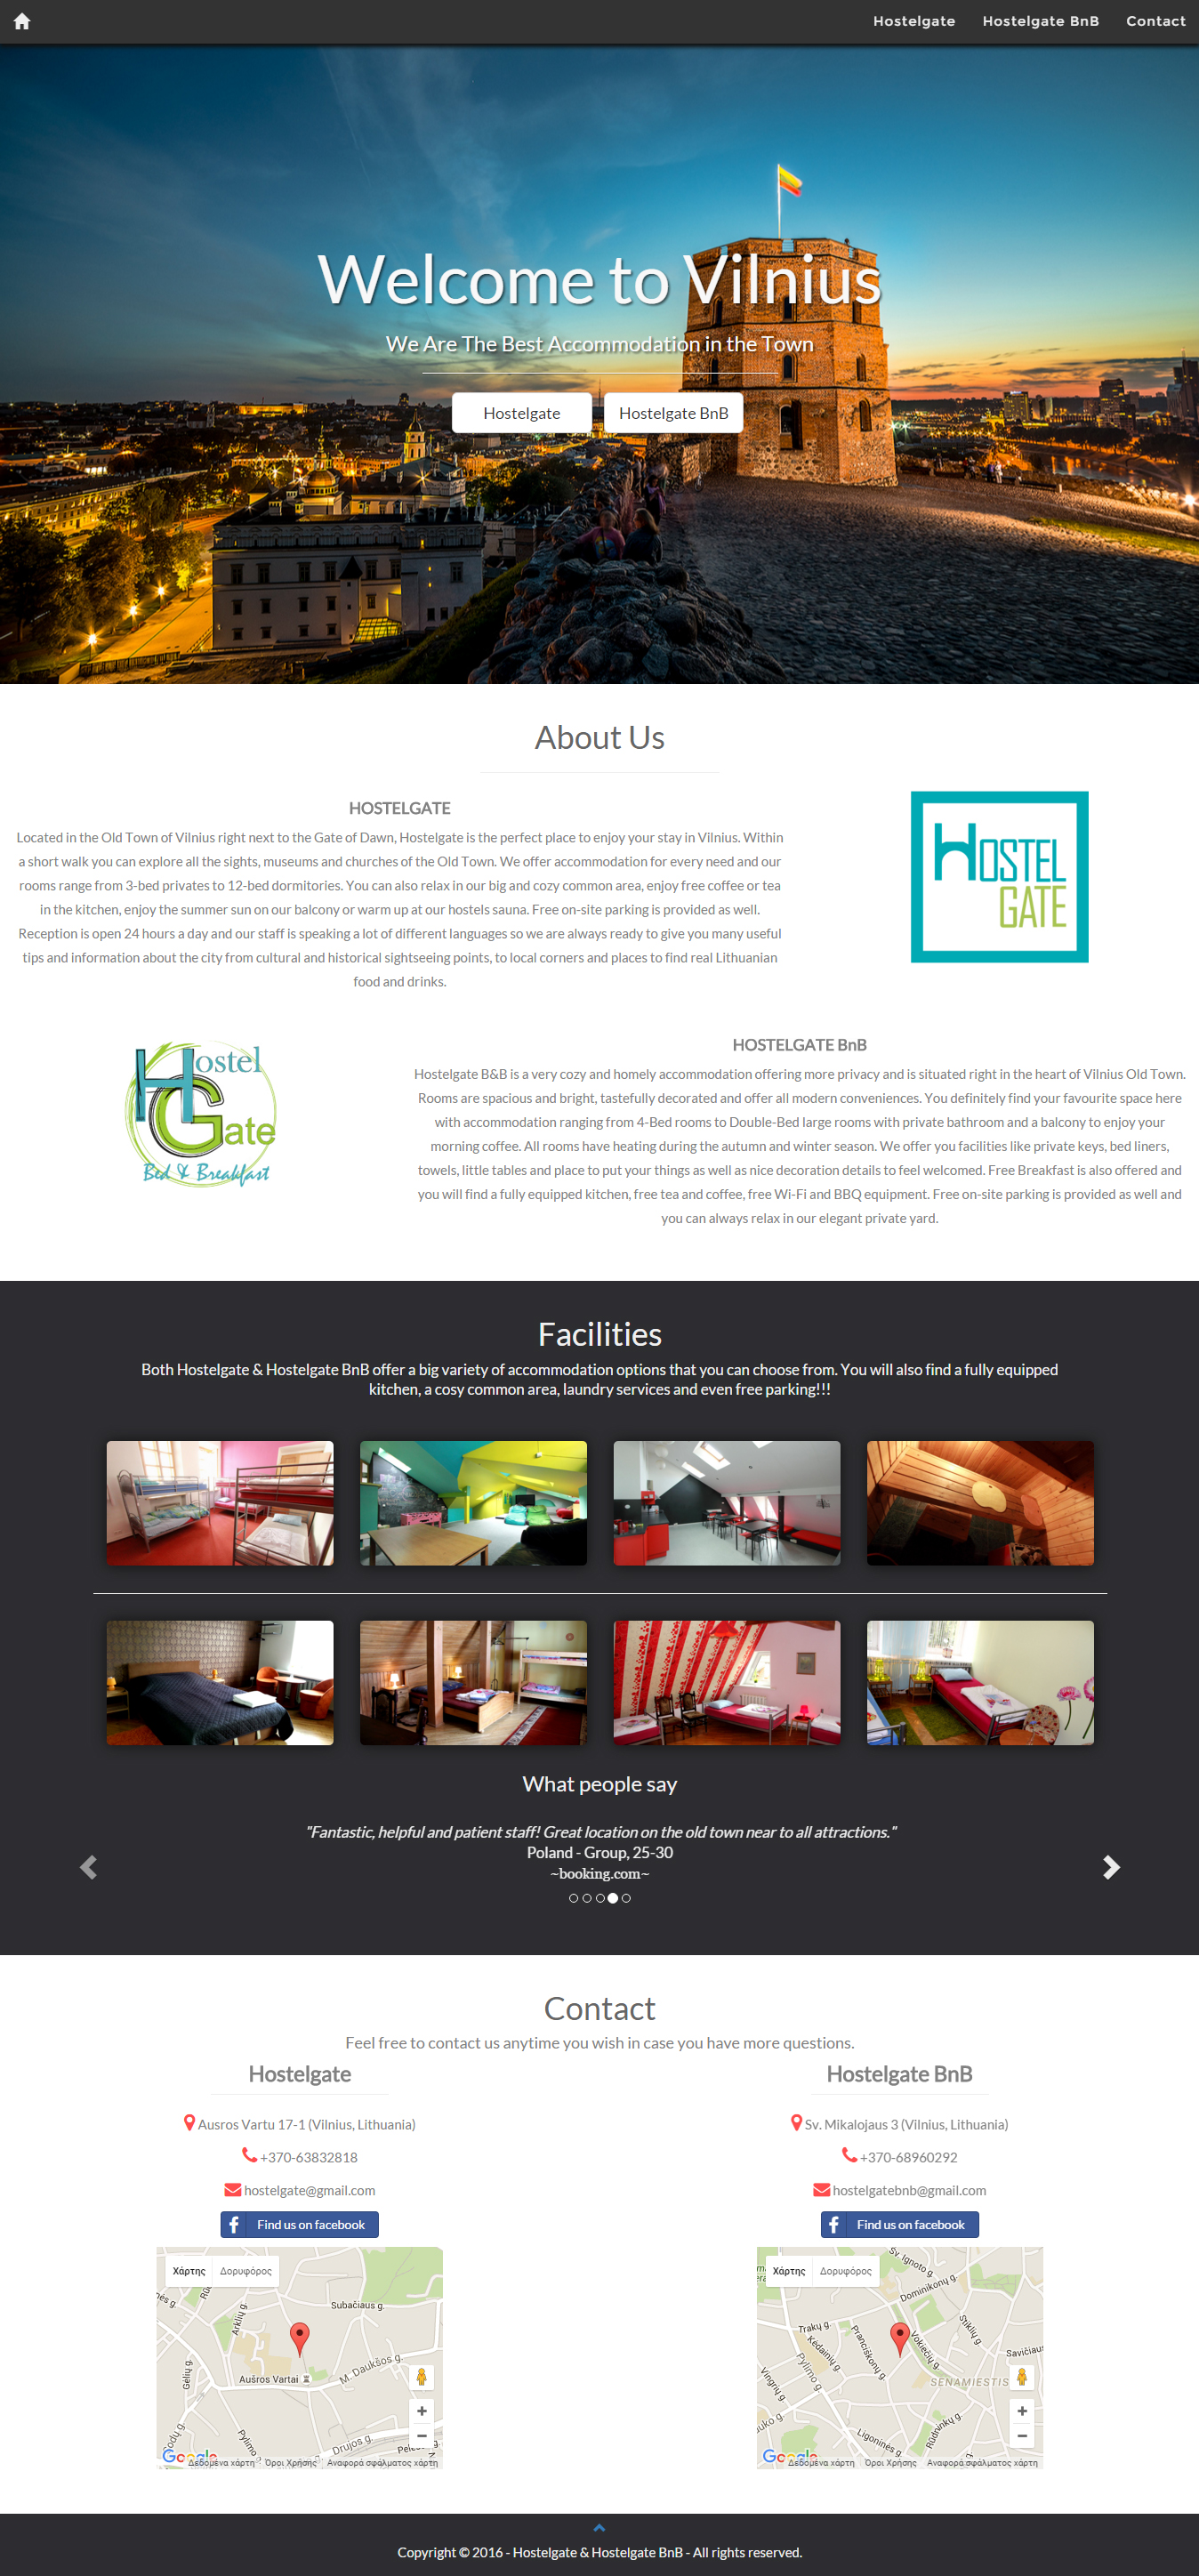 Hostelgate Hostelgate BnB Contact
Welcome to Vilnius
We Are The Best Accommodation in the Town
Hostelgate Hostelgate BnB
About Us
HOSTELGATE
Located in the Old Town of Vilnius right next to the Gate of Dawn, Hostelgate is the perfect place to enjoy your stay in Vilnius. Within
a short walk you can explore all the sights, museums and churches of the Old Town. We offer accommodation for every need and our
rooms range from 3-bed privates to 12-bed dormitories. You can also relax in our big and cozy common area, enjoy free coffee or tea
in the kitchen, enjoy the summer sun on our balcony or warm up at our hostels sauna. Free on-site parking is provided as well.
Reception is open 24 hours a day and our staff is speaking a lot of different languages so we are always ready to give you many useful
tips and information about the city from cultural and historical sightseeing points, to local corners and places to find real Lithuanian
food and drinks.
HOSTEL
GATE
Hostel
Gate
Bed & Breakfast
HOSTELGATE BnB
Hostelgate B&B is a very cozy and homely accommodation offering more privacy and is situated right in the heart of Vilnius Old Town.
Rooms are spacious and bright, tastefully decorated and offer all modern conveniences. You definitely find your favourite space here
with accommodation ranging from 4-Bed rooms to Double-Bed large rooms with private bathroom and a balcony to enjoy your
morning coffee. All rooms have heating during the autumn and winter season. We offer you facilities like private keys, bed liners,
towels, little tables and place to put your things as well as nice decoration details to feel welcomed. Free Breakfast is also offered and
you will find a fully equipped kitchen, free tea and coffee, free Wi-Fi and BBQ equipment. Free on-site parking is provided as well and
you can always relax in our elegant private yard.
Facilities
Both Hostelgate & Hostelgate BnB offer a big variety of accommodation options that you can choose from. You will also find a fully equipped
kitchen, a cosy common area, laundry services and even free parking!!!
What people say
"Fantastic, helpful and patient staff! Great location on the old town near to all attractions."
Poland - Group, 25-30
~booking.com~
Contact
Feel free to contact us anytime you wish in case you have more questions.
Hostelgate
Ausros Vartu 17-1 (Vilnius, Lithuania)
+370-63832818
hostelgate@gmail.com
Find us on facebook
Χάρτης Δορυφόρος
Subačiaus g.
Arklių g.
Gėlių g.
M. Daukšos g.
Aušros Vartai
Pylimo g.
Drujos g.
Google
Δεδομένα χάρτη Όροι Χρήσης Αναφορά σφάλματος χάρτη
Hostelgate BnB
Sv. Mikalojaus 3 (Vilnius, Lithuania)
+370-68960292
hostelgatebnb@gmail.com
Find us on facebook
Χάρτης Δορυφόρος
Šv. Ignoto g.
Dominikonų g.
Trakų g.
Kėdainių g.
Pranciškonų g.
Vokiečių g.
Stiklių g.
Savičiaus
Vingrių g.
Pylimo g.
SENAMIESTIS
Ligoninės g.
Rūdninkų g.
Google
Δεδομένα χάρτη Όροι Χρήσης Αναφορά σφάλματος χάρτη
Copyright © 2016 - Hostelgate & Hostelgate BnB - All rights reserved.